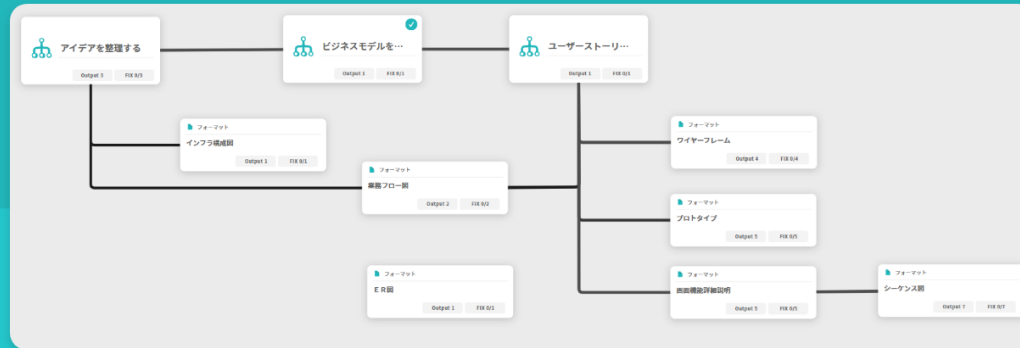 アイデアを整理する
Output 3
FIX 0/3
ビジネスモデルを…
Output 1
FIX 0/1
ユーザーストーリ…
Output 1
FIX 0/1
フォーマット
インフラ構成図
Output 1
FIX 0/1
フォーマット
ワイヤーフレーム
Output 4
FIX 0/4
フォーマット
業務フロー図
Output 2
FIX 0/2
フォーマット
プロトタイプ
Output 5
FIX 0/5
フォーマット
ＥＲ図
Output 1
FIX 0/1
フォーマット
画面機能詳細説明
Output 5
FIX 0/5
フォーマット
シーケンス図
Output 7
FIX 0/7